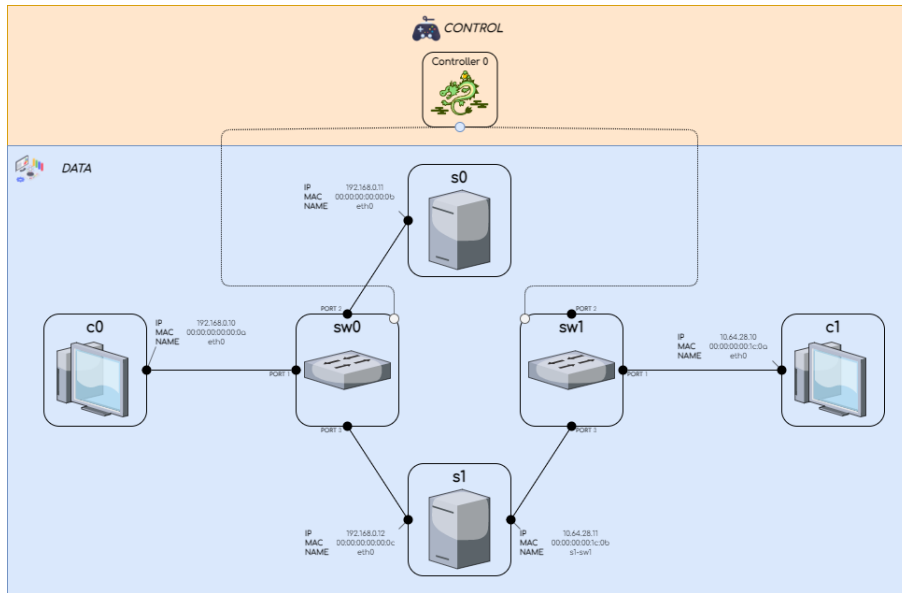 CONTROL
Controller 0
DATA
s0
IP 192.168.0.11
MAC 00:00:00:00:00:0b
NAME eth0
PORT 2
PORT 2
c0
IP 192.168.0.10
MAC 00:00:00:00:00:0a
NAME eth0
PORT 1
sw0
sw1
IP 10.64.28.10
MAC 00:00:00:00:1c:0a
NAME eth0
PORT 1
c1
PORT 3
PORT 3
s1
IP 192.168.0.12
MAC 00:00:00:00:00:0c
NAME eth0
IP 10.64.28.11
MAC 00:00:00:00:1c:0b
NAME s1-sw1